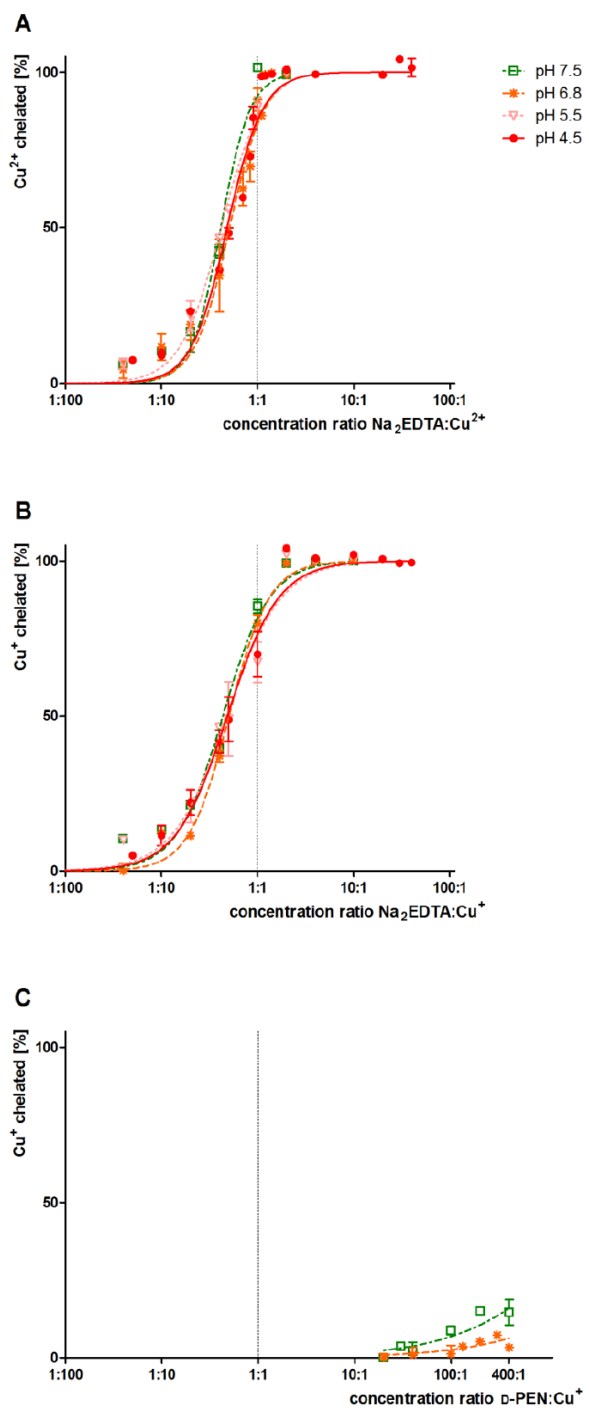 A
Cu²⁺ chelated [%]
100
50
0
1:100 1:10 1:1 10:1 100:1
concentration ratio Na₂EDTA:Cu²⁺
pH 7.5
pH 6.8
pH 5.5
pH 4.5
B
Cu⁺ chelated [%]
100
50
0
1:100 1:10 1:1 10:1 100:1
concentration ratio Na₂EDTA:Cu⁺
C
Cu⁺ chelated [%]
100
50
0
1:100 1:10 1:1 10:1 100:1 400:1
concentration ratio ᴅ-PEN:Cu⁺